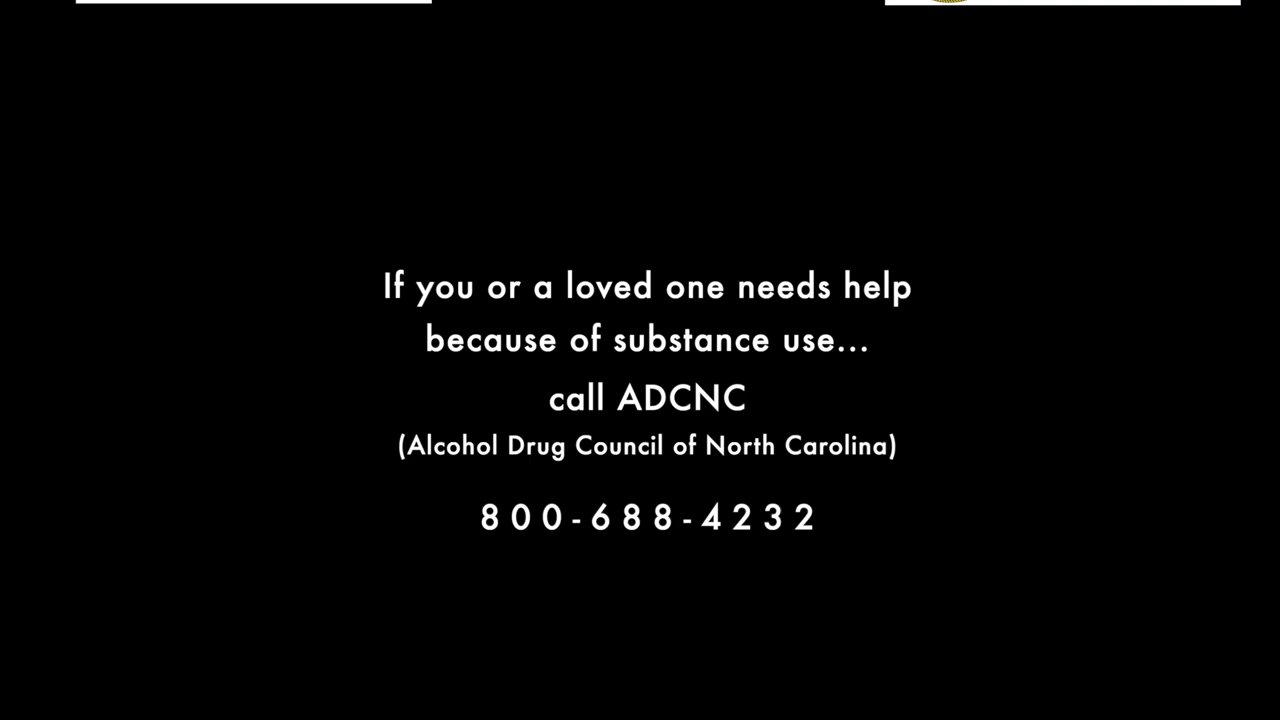 If you or a loved one needs help
because of substance use...
call ADCNC
(Alcohol Drug Council of North Carolina)
800-688-4232